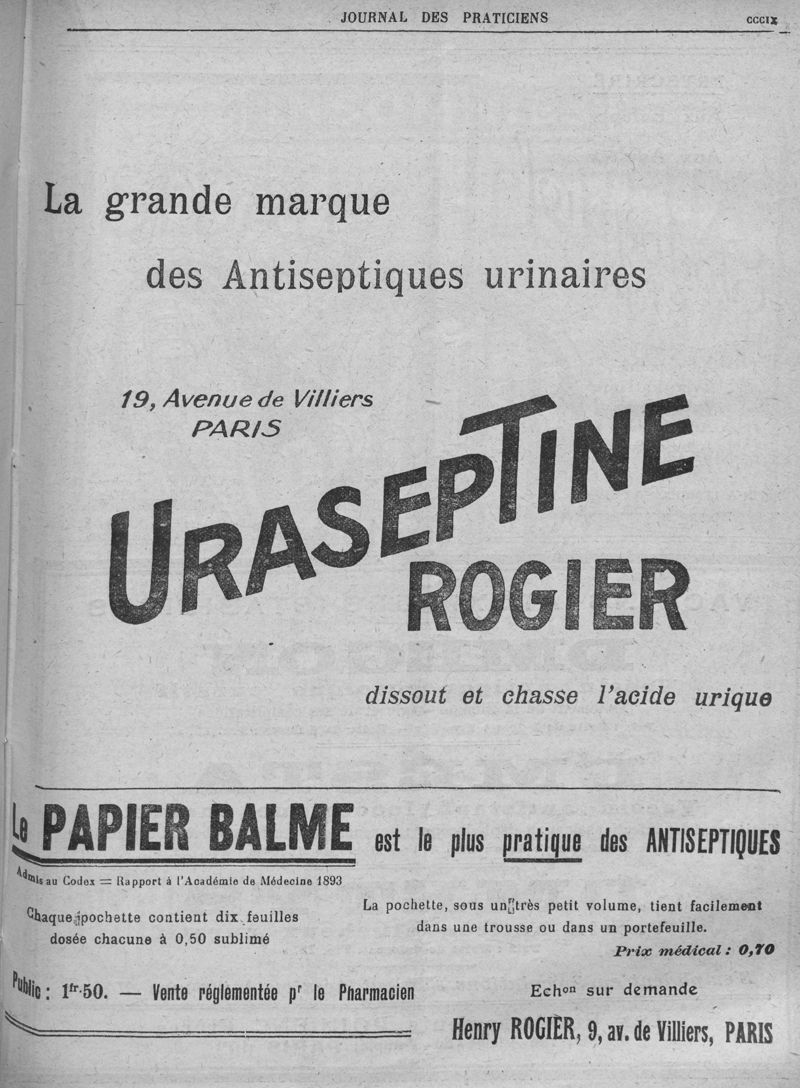 JOURNAL DES PRATICIENS
CCCIX
La grande marque
des Antiseptiques urinaires
19, Avenue de Villiers
PARIS
URASEPTINE
ROGIER
dissout et chasse l'acide urique
Le PAPIER BALME est le plus pratique des ANTISEPTIQUES
Admis au Codex = Rapport à l'Académie de Médecine 1893
Chaque pochette contient dix feuilles
dosée chacune à 0,50 sublimé
La pochette, sous un très petit volume, tient facilement
dans une trousse ou dans un portefeuille.
Prix médical : 0,70
Public : 1fr.50. — Vente réglementée pr le Pharmacien
Echon sur demande
Henry ROGIER, 9, av. de Villiers, PARIS